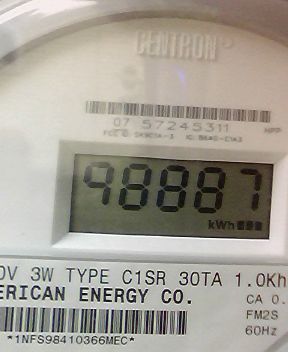 CENTRON®
07 57245311 HPP
98887
kWh
0V 3W TYPE C1SR 30TA 1.0Kh
ERICAN ENERGY CO. CA 0.
FM2S
60Hz
*1NFS98410366MEC*